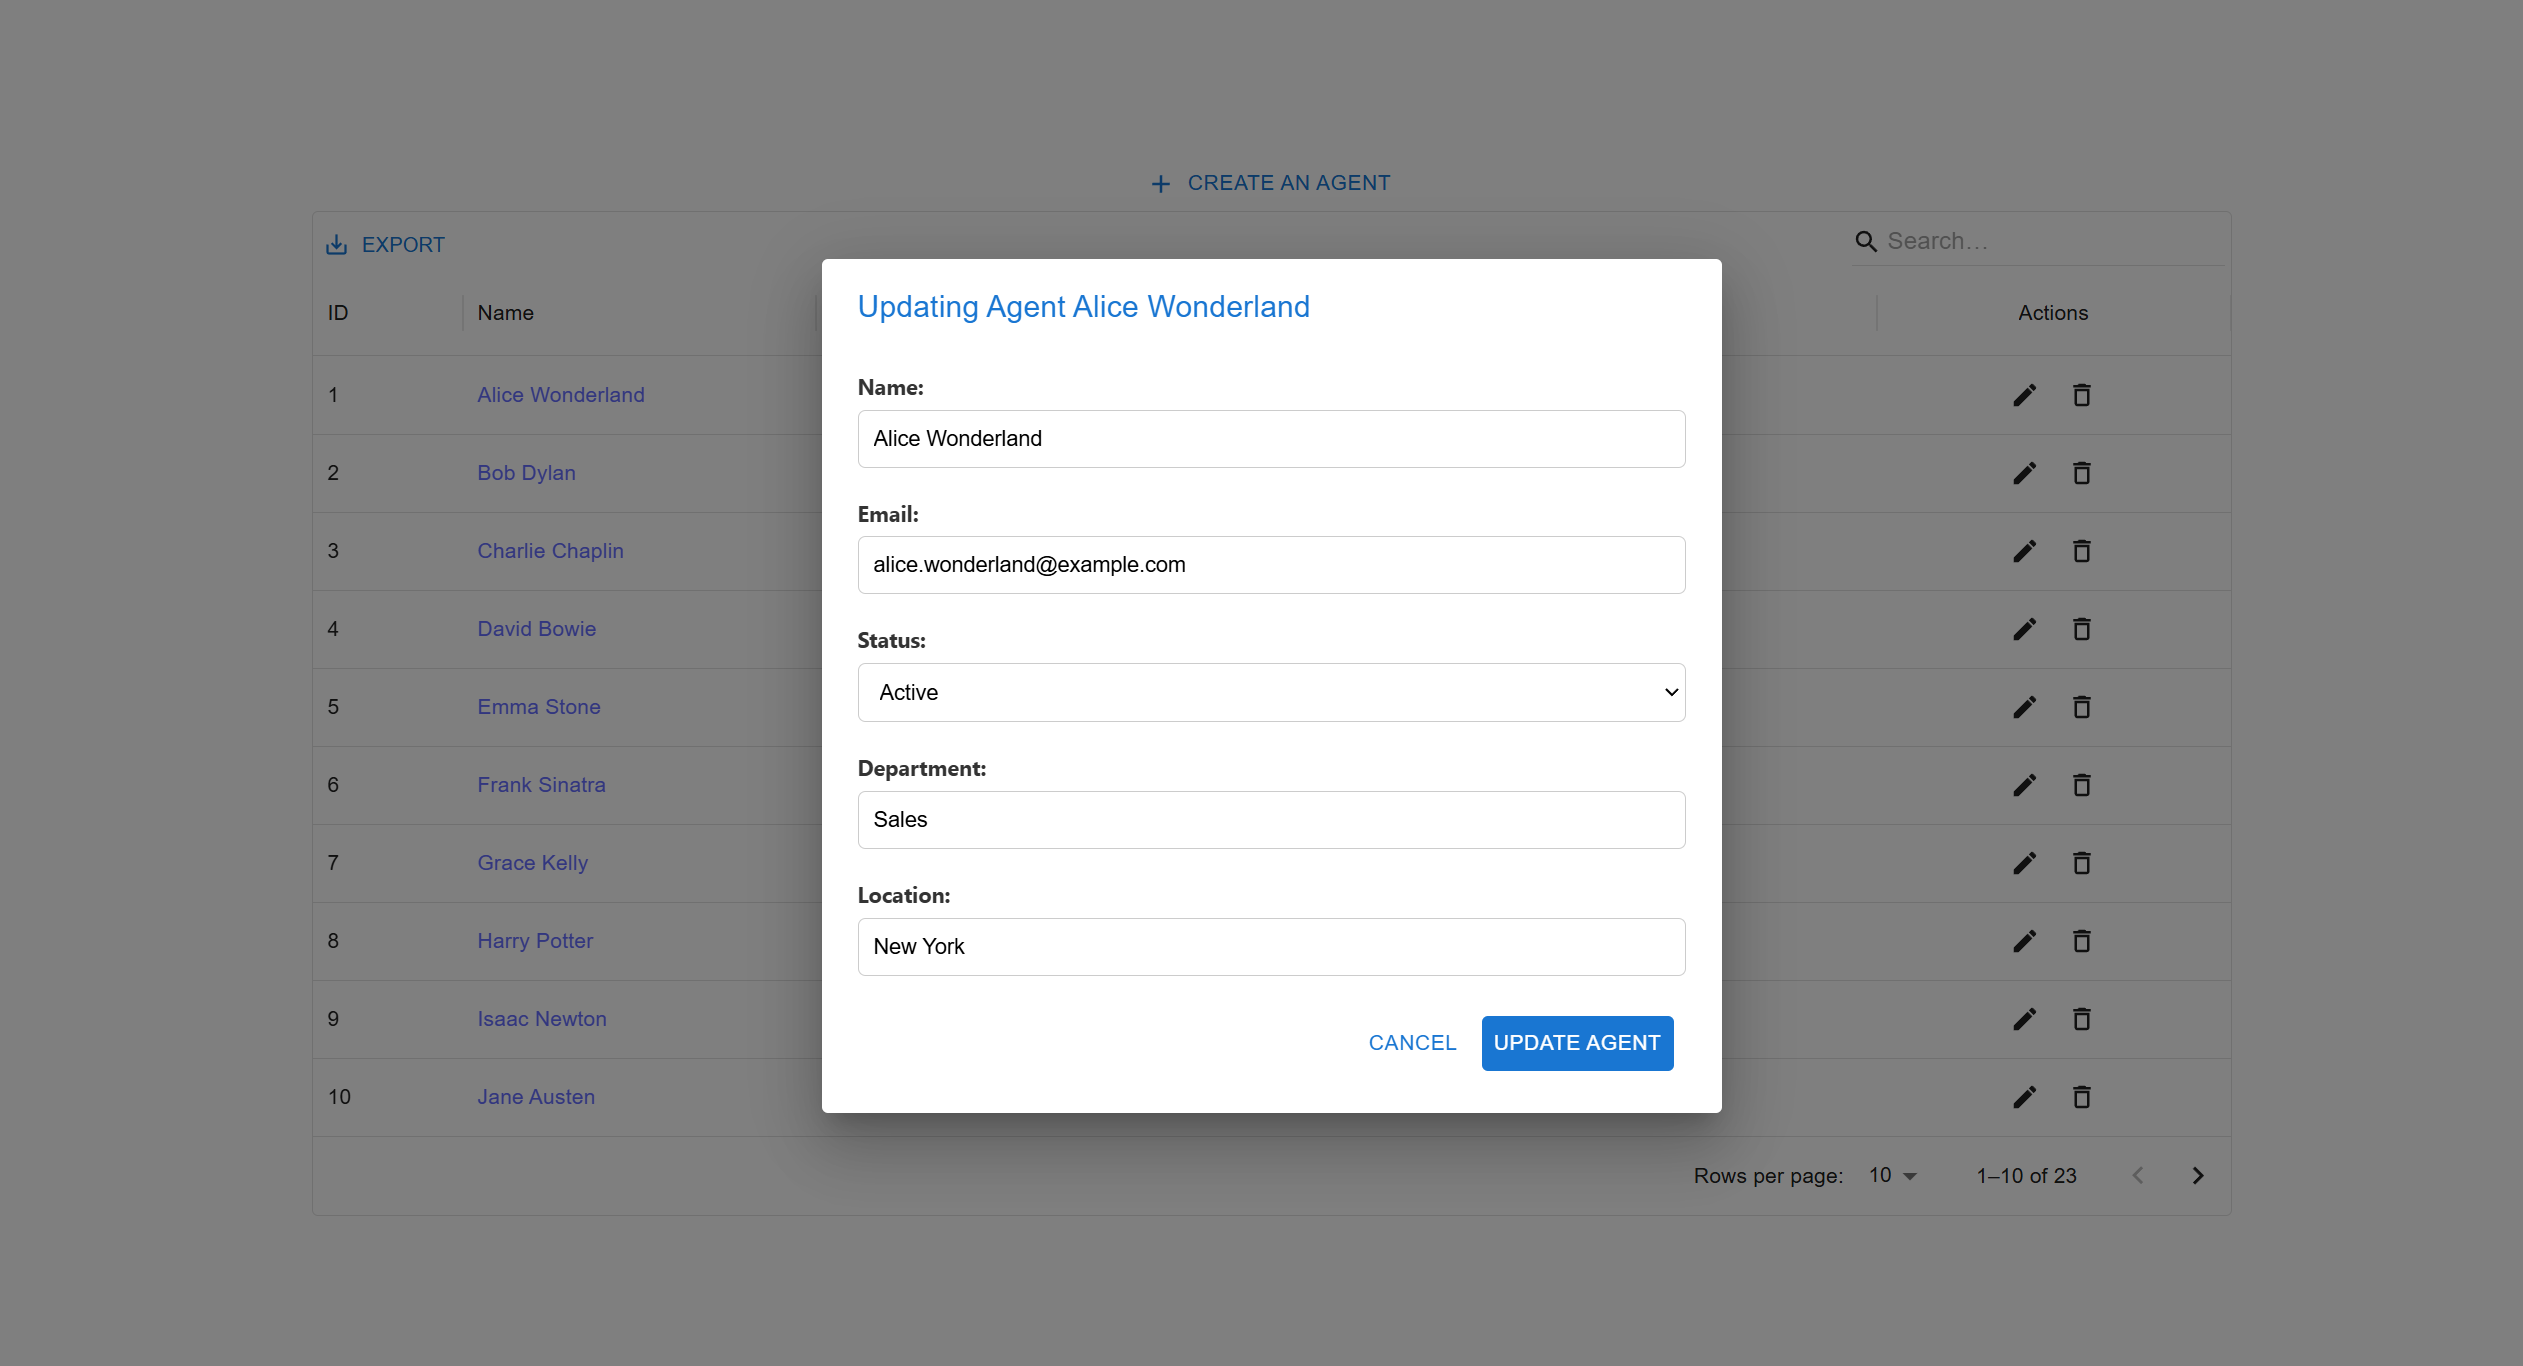 CREATE AN AGENT
EXPORT
Search…
ID Name Actions
1 Alice Wonderland
2 Bob Dylan
3 Charlie Chaplin
4 David Bowie
5 Emma Stone
6 Frank Sinatra
7 Grace Kelly
8 Harry Potter
9 Isaac Newton
10 Jane Austen
Rows per page: 10 1–10 of 23
Updating Agent Alice Wonderland
Name:
Alice Wonderland
Email:
alice.wonderland@example.com
Status:
Active
Department:
Sales
Location:
New York
CANCEL UPDATE AGENT